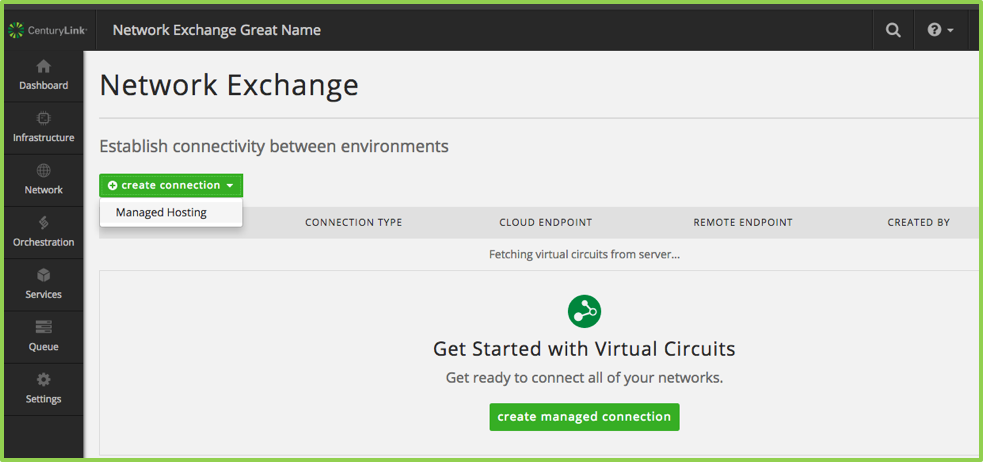 CenturyLink
Network Exchange Great Name
Dashboard
Infrastructure
Network
Orchestration
Services
Queue
Settings
Network Exchange
Establish connectivity between environments
create connection
Managed Hosting
CONNECTION TYPE CLOUD ENDPOINT REMOTE ENDPOINT CREATED BY
Fetching virtual circuits from server...
Get Started with Virtual Circuits
Get ready to connect all of your networks.
create managed connection